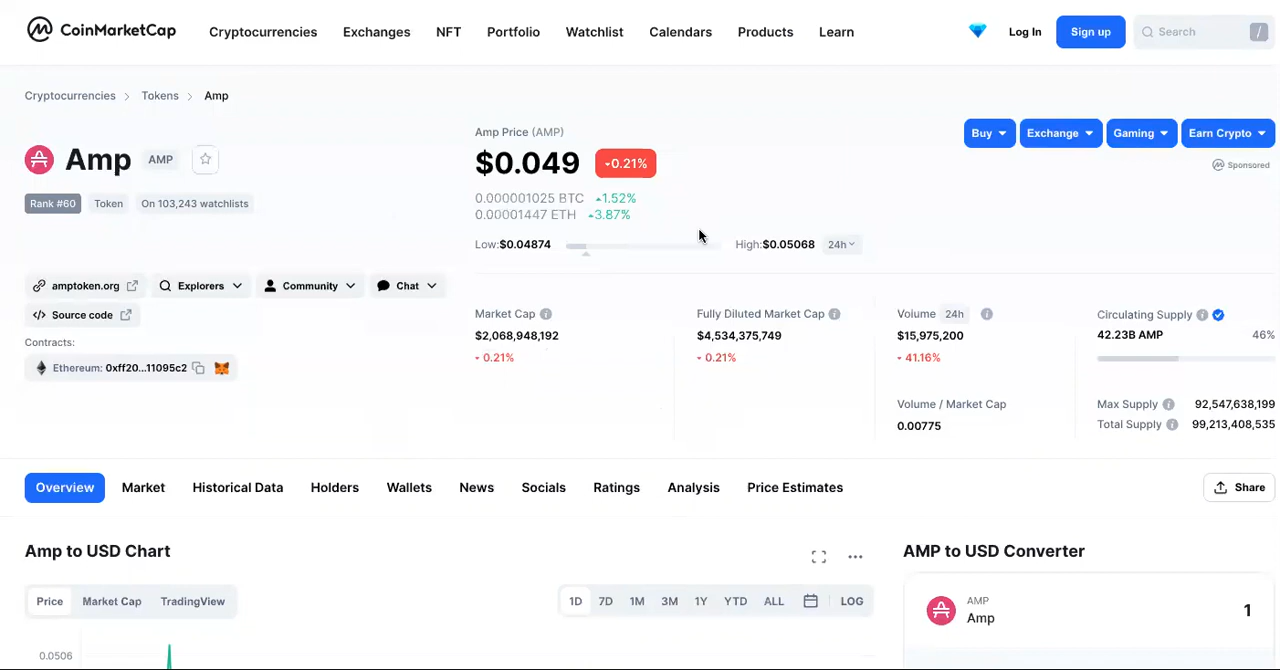 CoinMarketCap
Cryptocurrencies Exchanges NFT Portfolio Watchlist Calendars Products Learn
Log In Sign up Search /
Cryptocurrencies > Tokens > Amp
Amp AMP
Rank #60 Token On 103,243 watchlists
amptoken.org Explorers Community Chat
Source code
Contracts:
Ethereum: 0xff20...11095c2
Amp Price (AMP)
$0.049 0.21%
0.000001025 BTC 1.52%
0.00001447 ETH 3.87%
Low:$0.04874 High:$0.05068 24h
Buy Exchange Gaming Earn Crypto
Sponsored
Market Cap
$2,068,948,192
0.21%
Fully Diluted Market Cap
$4,534,375,749
0.21%
Volume 24h
$15,975,200
41.16%
Volume / Market Cap
0.00775
Circulating Supply
42.23B AMP 46%
Max Supply 92,547,638,199
Total Supply 99,213,408,535
Overview Market Historical Data Holders Wallets News Socials Ratings Analysis Price Estimates
Share
Amp to USD Chart
Price Market Cap TradingView
1D 7D 1M 3M 1Y YTD ALL LOG
0.0506
AMP to USD Converter
AMP
Amp 1